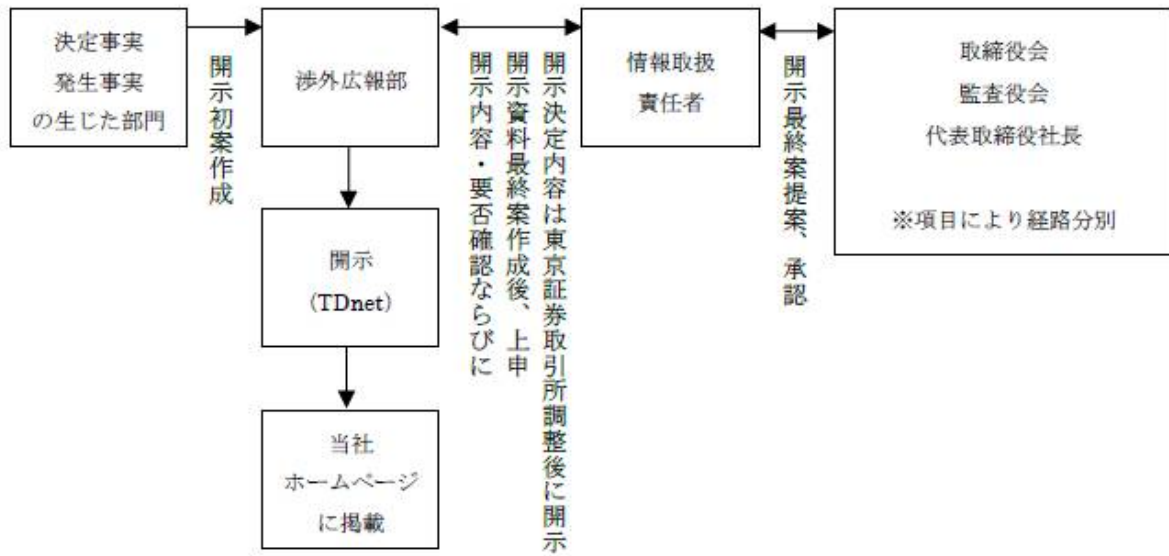 決定事実
発生事実
の生じた部門
開示初案作成
渉外広報部
開示決定内容は東京証券取引所調整後に開示
開示資料最終案作成後、上申
開示内容・要否確認ならびに
情報取扱
責任者
開示最終案提案、承認
取締役会
監査役会
代表取締役社長
※項目により経路分別
開示
(TDnet)
当社
ホームページ
に掲載